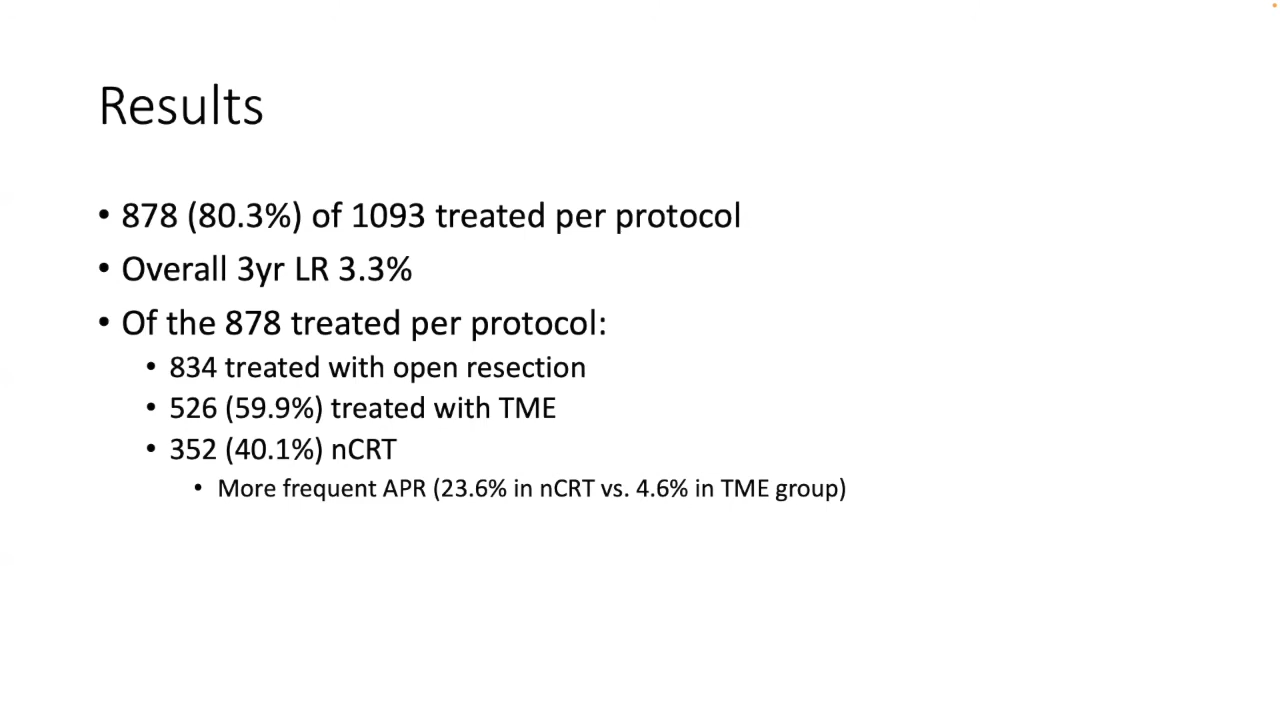 Results
• 878 (80.3%) of 1093 treated per protocol
• Overall 3yr LR 3.3%
• Of the 878 treated per protocol:
• 834 treated with open resection
• 526 (59.9%) treated with TME
• 352 (40.1%) nCRT
• More frequent APR (23.6% in nCRT vs. 4.6% in TME group)